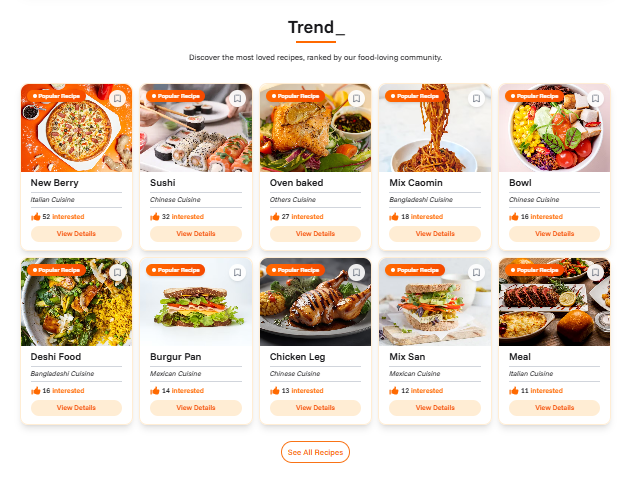 Trend_
Discover the most loved recipes, ranked by our food-loving community.
Popular Recipe
New Berry
Italian Cuisine
52 interested
View Details
Popular Recipe
Sushi
Chinese Cuisine
32 interested
View Details
Popular Recipe
Oven baked
Others Cuisine
27 interested
View Details
Popular Recipe
Mix Caomin
Bangladeshi Cuisine
18 interested
View Details
Popular Recipe
Bowl
Chinese Cuisine
16 interested
View Details
Popular Recipe
Deshi Food
Bangladeshi Cuisine
16 interested
View Details
Popular Recipe
Burgur Pan
Mexican Cuisine
14 interested
View Details
Popular Recipe
Chicken Leg
Chinese Cuisine
13 interested
View Details
Popular Recipe
Mix San
Mexican Cuisine
12 interested
View Details
Popular Recipe
Meal
Italian Cuisine
11 interested
View Details
See All Recipes